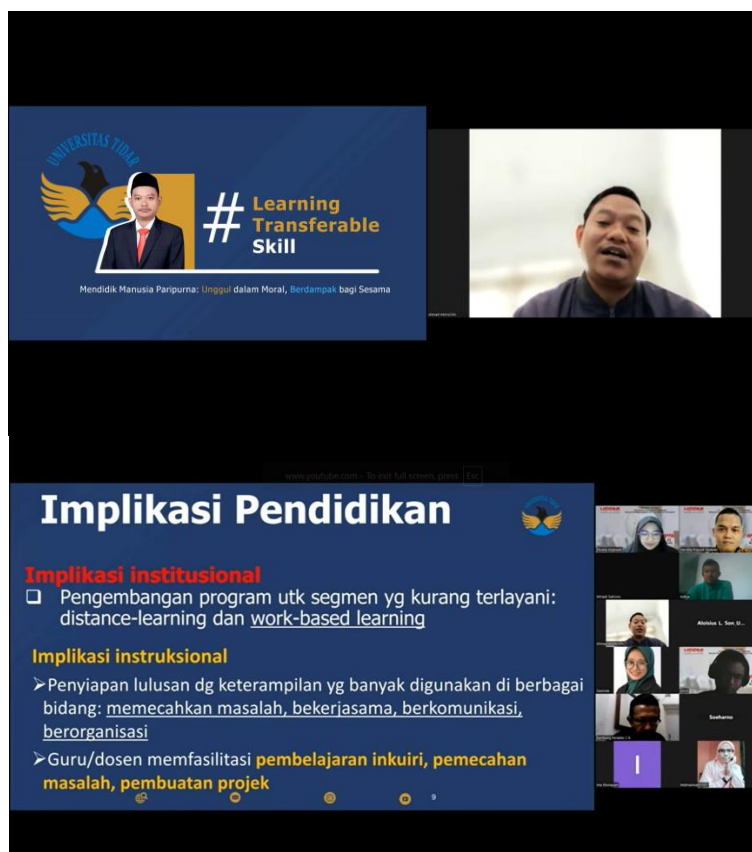 UNIVERSITAS TIDAR
# Learning
Transferable
Skill
Mendidik Manusia Paripurna: Unggul dalam Moral, Berdampak bagi Sesama
www.youtube.com – To exit full screen, press Esc
Implikasi Pendidikan
Implikasi institusional
❑ Pengembangan program utk segmen yg kurang terlayani:
distance-learning dan work-based learning
Implikasi instruksional
➢Penyiapan lulusan dg keterampilan yg banyak digunakan di berbagai
bidang: memecahkan masalah, bekerjasama, berkomunikasi,
berorganisasi
➢Guru/dosen memfasilitasi pembelajaran inkuiri, pemecahan
masalah, pembuatan projek
9
Aloisius L. Son_U...
Soeharno
I